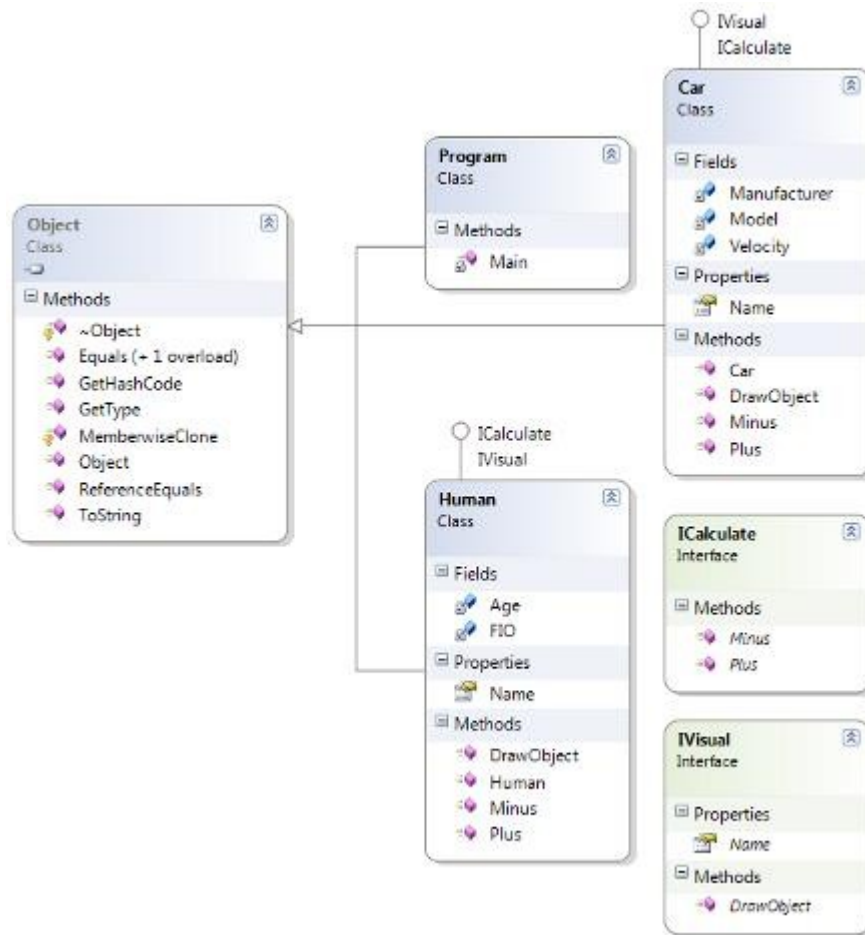 Object
Class
Methods
~Object
Equals (+ 1 overload)
GetHashCode
GetType
MemberwiseClone
Object
ReferenceEquals
ToString
Program
Class
Methods
Main
ICalculate
IVisual
Human
Class
Fields
Age
FIO
Properties
Name
Methods
DrawObject
Human
Minus
Plus
IVisual
ICalculate
Car
Class
Fields
Manufacturer
Model
Velocity
Properties
Name
Methods
Car
DrawObject
Minus
Plus
ICalculate
Interface
Methods
Minus
Plus
IVisual
Interface
Properties
Name
Methods
DrawObject